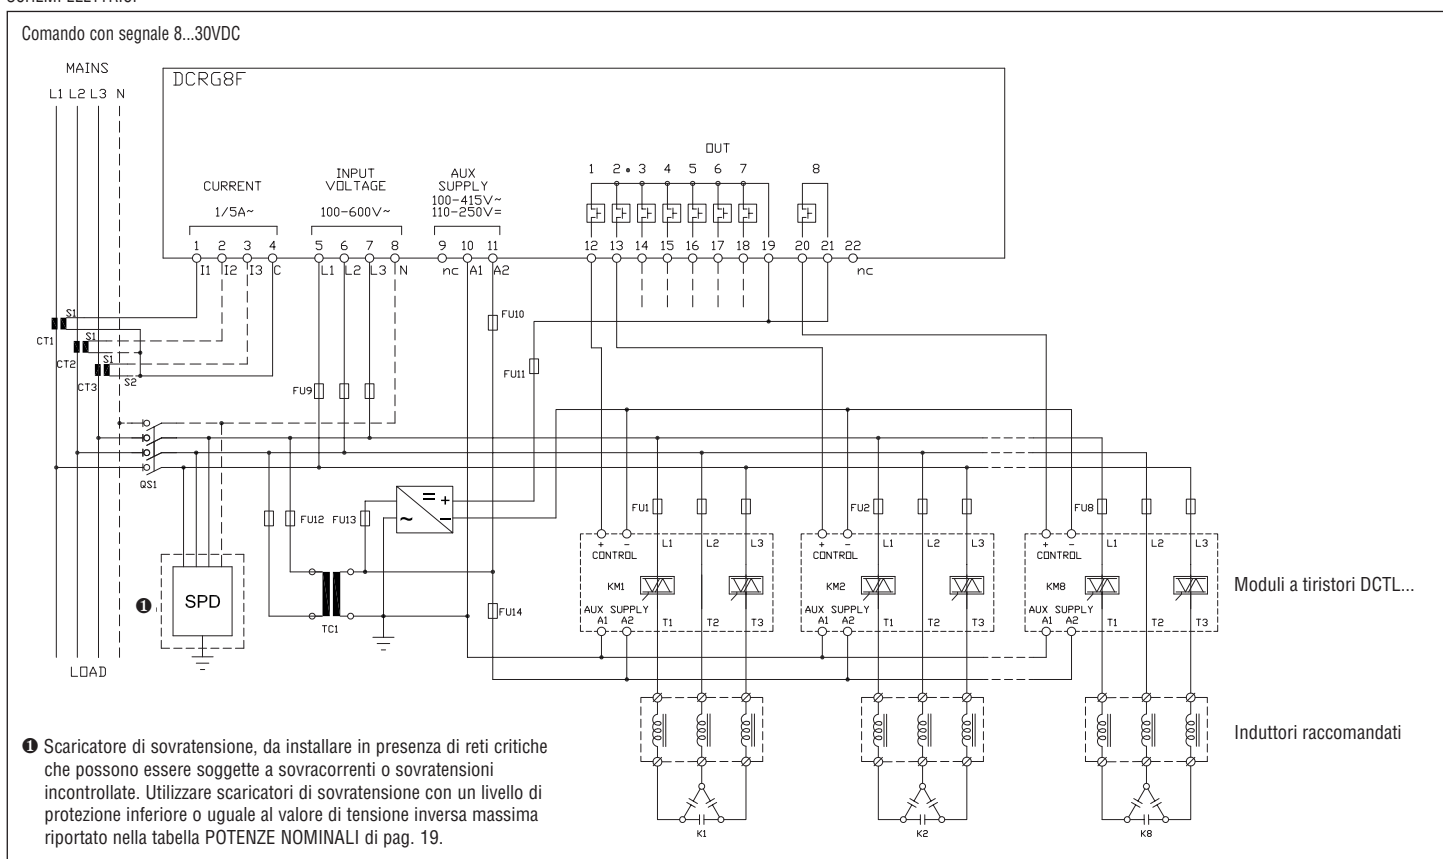 Comando con segnale 8...30VDC
MAINS
L1 L2 L3 N
DCRG8F
OUT
1 2 • 3 4 5 6 7 8
CURRENT
1/5A~
INPUT
VOLTAGE
100-600V~
AUX
SUPPLY
100-415V~
110-250V=
1 2 3 4 5 6 7 8 9 10 11 12 13 14 15 16 17 18 19 20 21 22
I1 I2 I3 C L1 L2 L3 N nc A1 A2 nc
S1
CT1
S1
CT2
S1
CT3
S2
FU10
FU11
FU9
QS1
FU12
FU13
= +
~ −
FU1
FU2
FU8
+ −
CONTROL
L1 L2 L3
+ −
CONTROL
L1 L2 L3
+ −
CONTROL
L1 L2 L3
KM1
KM2
KM8
Moduli a tiristori DCTL...
❶
SPD
TC1
FU14
AUX SUPPLY
A1 A2
T1 T2 T3
AUX SUPPLY
A1 A2
T1 T2 T3
AUX SUPPLY
A1 A2
T1 T2 T3
LOAD
Induttori raccomandati
K1
K2
K8
❶ Scaricatore di sovratensione, da installare in presenza di reti critiche
che possono essere soggette a sovracorrenti o sovratensioni
incontrollate. Utilizzare scaricatori di sovratensione con un livello di
protezione inferiore o uguale al valore di tensione inversa massima
riportato nella tabella POTENZE NOMINALI di pag. 19.